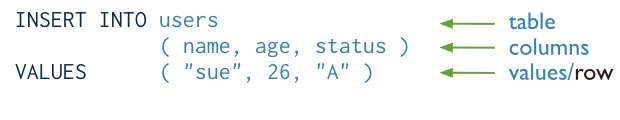 INSERT INTO users table
( name, age, status ) columns
VALUES ( "sue", 26, "A" ) values/row